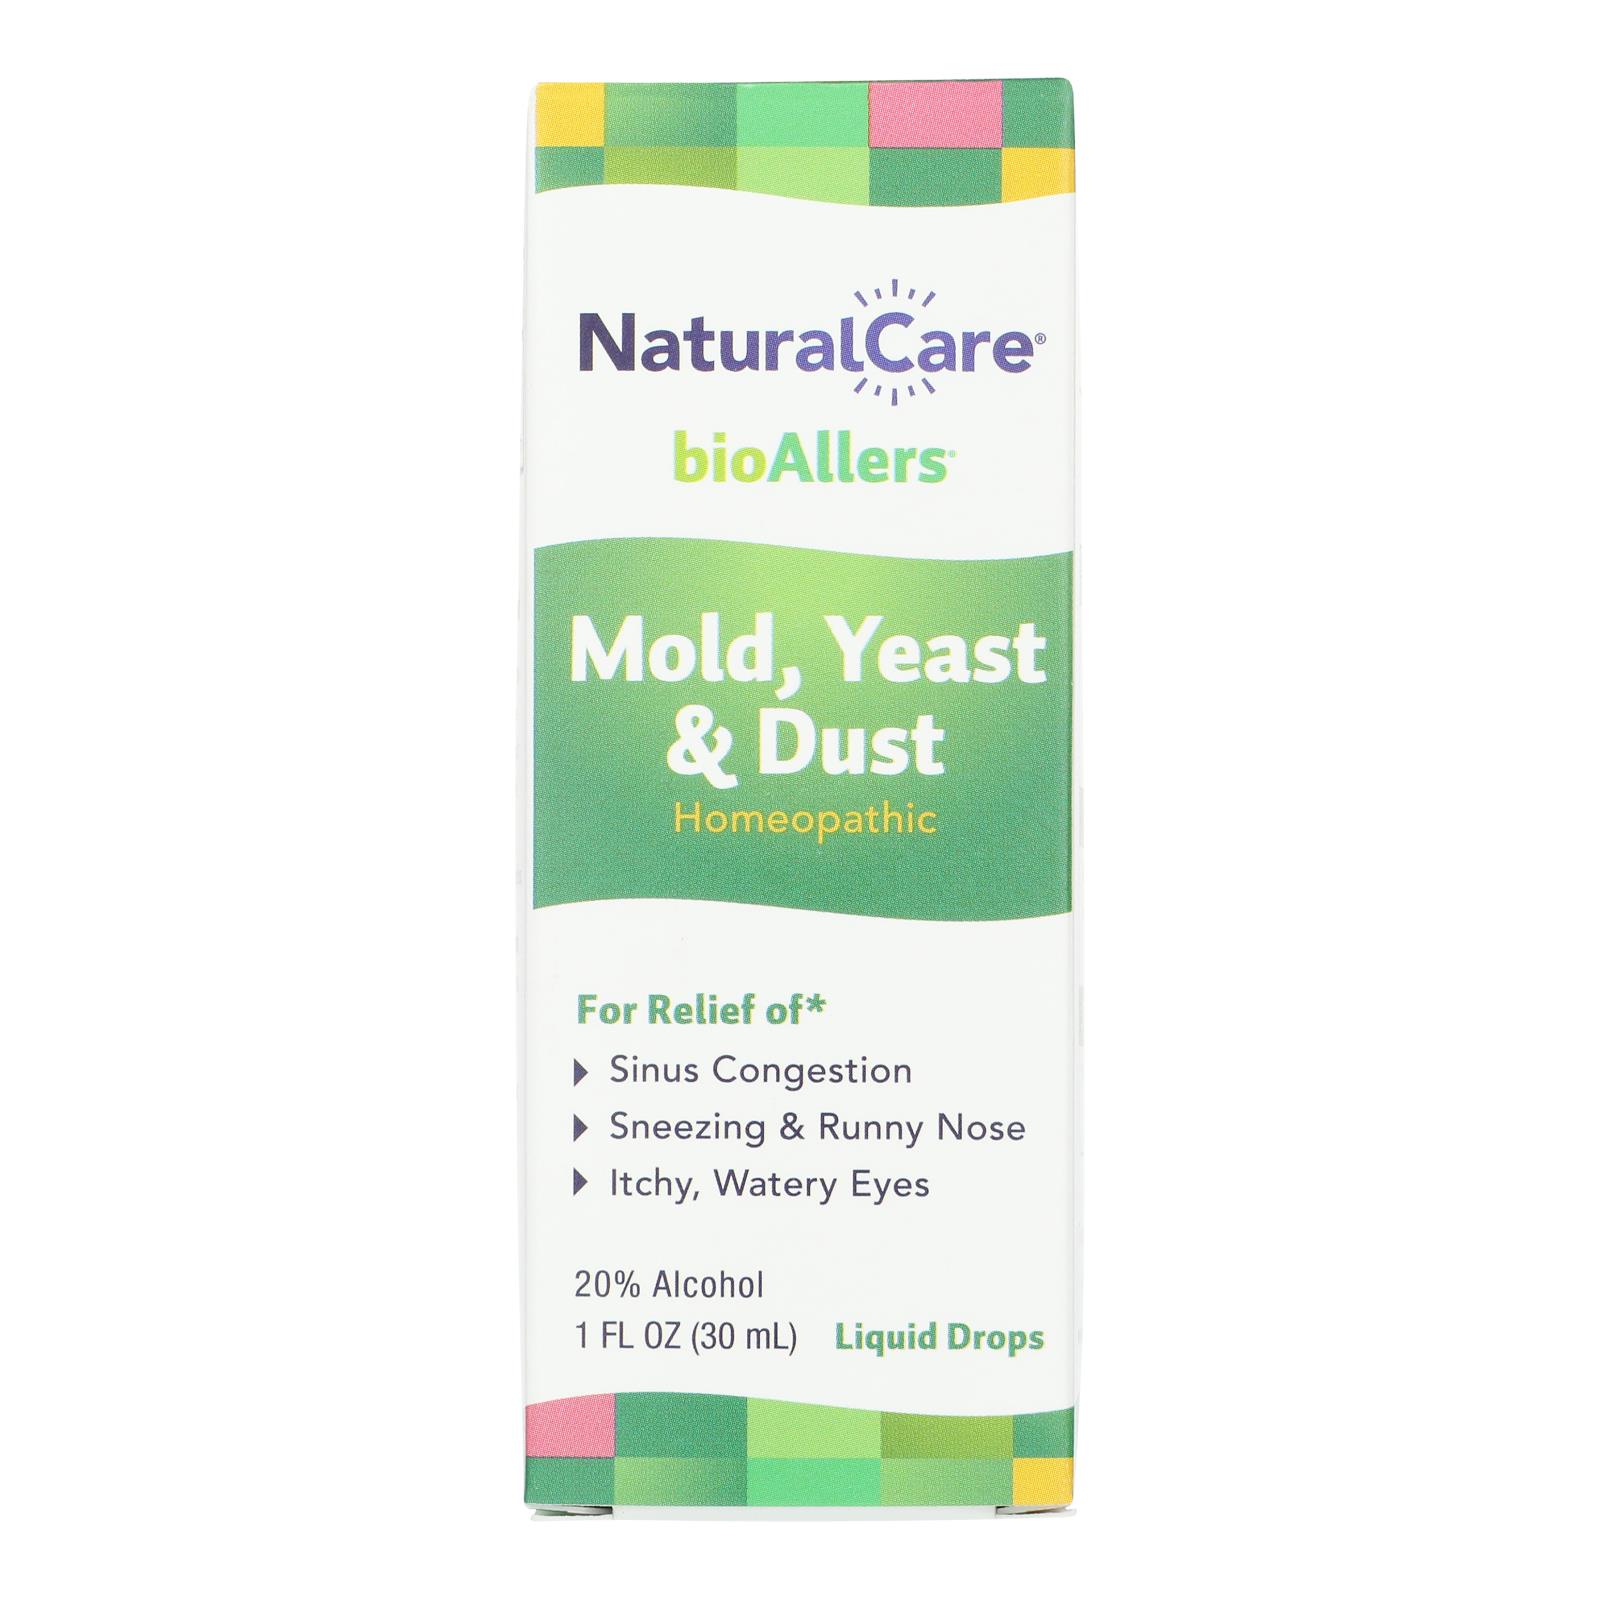 NaturalCare®
bioAllers®
Mold, Yeast
& Dust
Homeopathic
For Relief of*
Sinus Congestion
Sneezing & Runny Nose
Itchy, Watery Eyes
20% Alcohol
1 FL OZ (30 mL) Liquid Drops